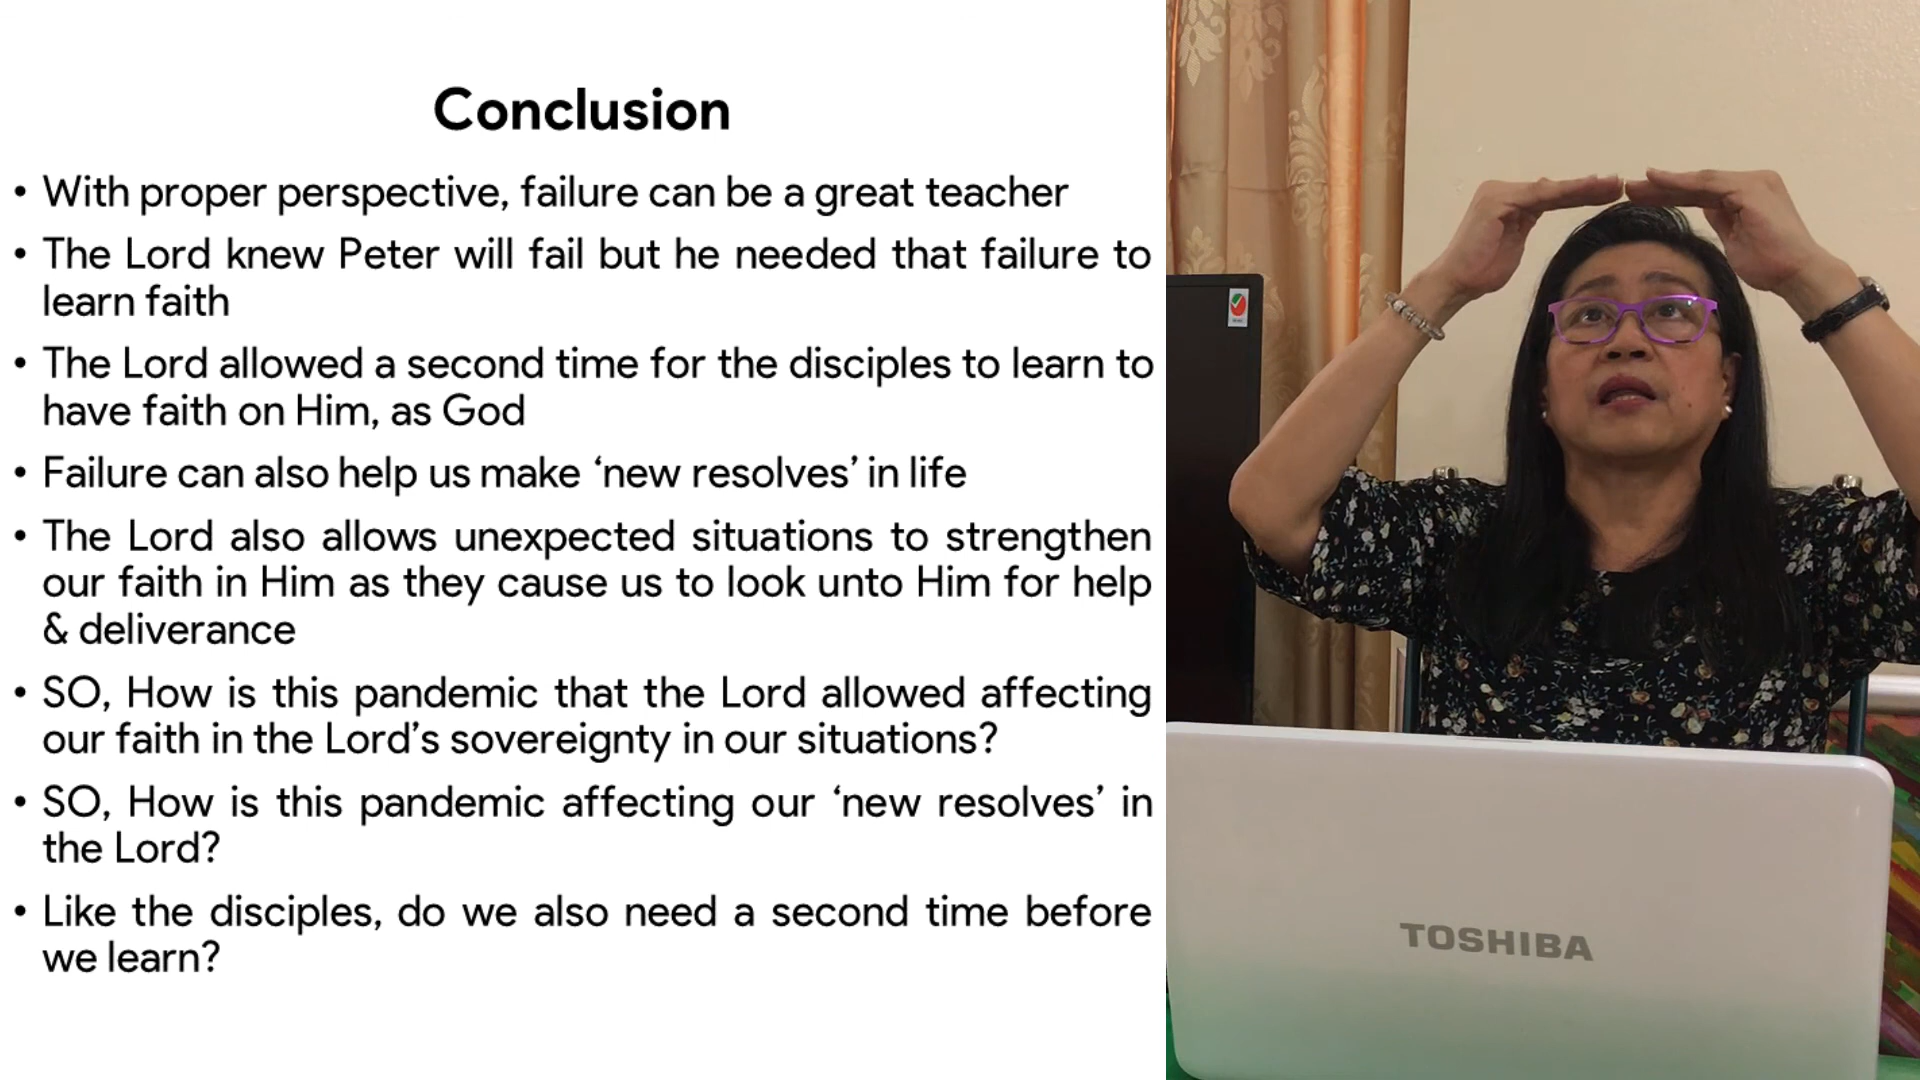 Conclusion
• With proper perspective, failure can be a great teacher
• The Lord knew Peter will fail but he needed that failure to
learn faith
• The Lord allowed a second time for the disciples to learn to
have faith on Him, as God
• Failure can also help us make ‘new resolves’ in life
• The Lord also allows unexpected situations to strengthen
our faith in Him as they cause us to look unto Him for help
& deliverance
• SO, How is this pandemic that the Lord allowed affecting
our faith in the Lord’s sovereignty in our situations?
• SO, How is this pandemic affecting our ‘new resolves’ in
the Lord?
• Like the disciples, do we also need a second time before
we learn?
TOSHIBA